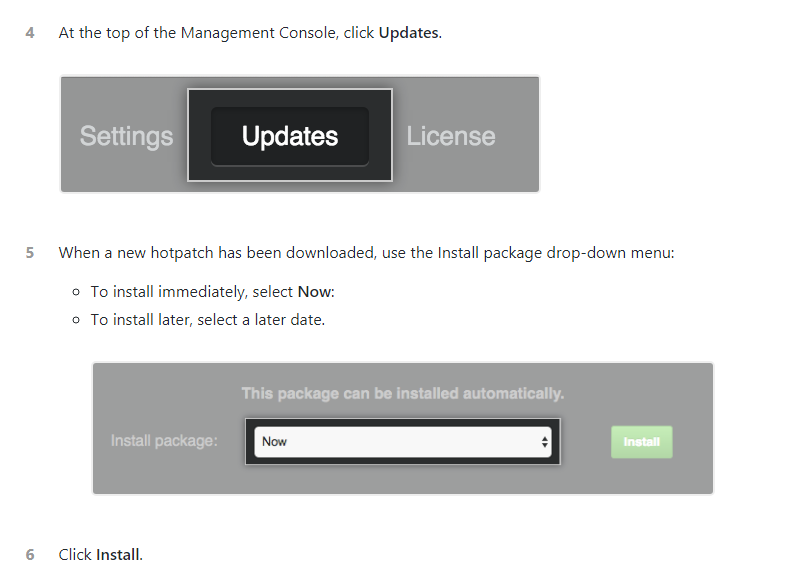 4 At the top of the Management Console, click Updates.
Settings Updates License
5 When a new hotpatch has been downloaded, use the Install package drop-down menu:
To install immediately, select Now:
To install later, select a later date.
This package can be installed automatically.
Install package: Now Install
6 Click Install.